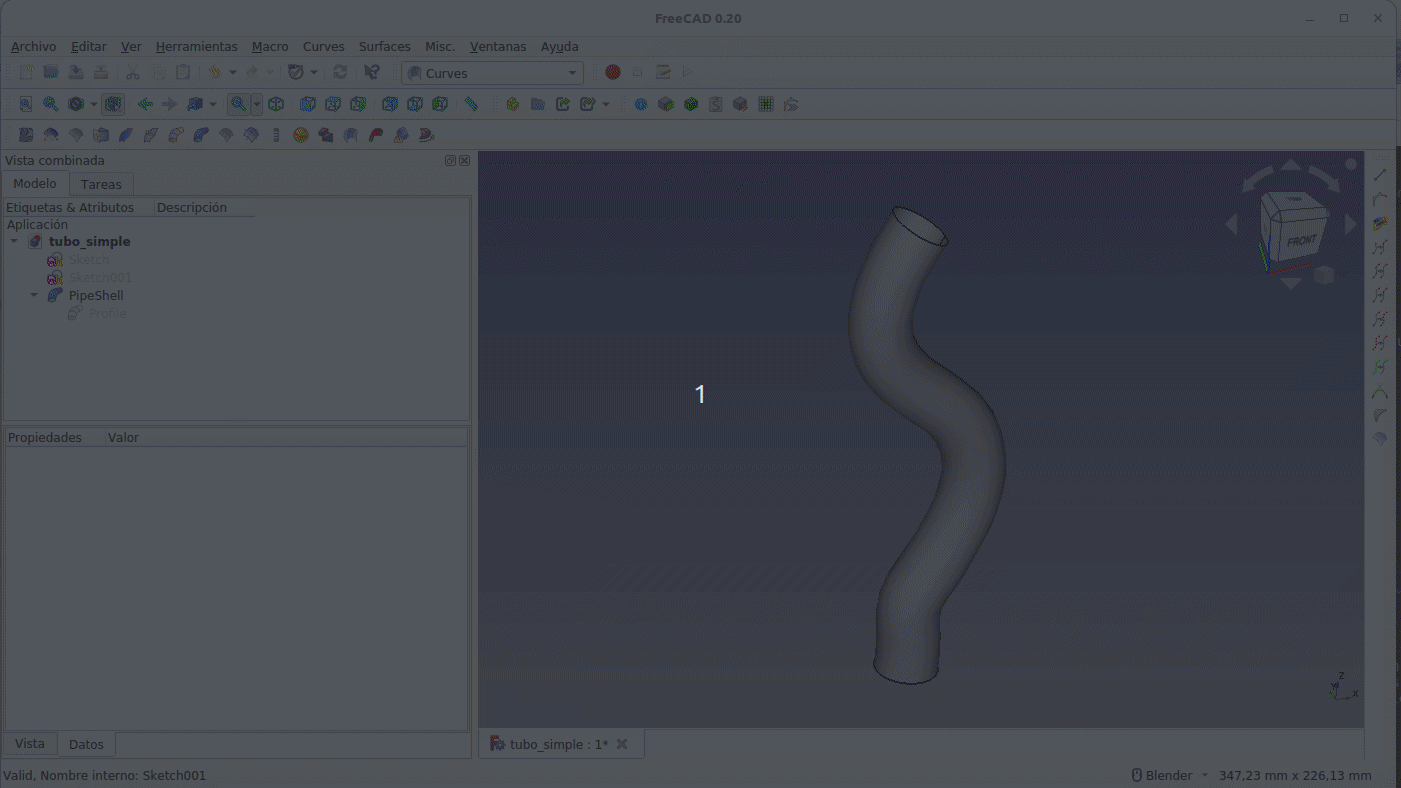 FreeCAD 0.20
Archivo Editar Ver Herramientas Macro Curves Surfaces Misc. Ventanas Ayuda
Curves
Vista combinada
Modelo Tareas
Etiquetas & Atributos Descripción
Aplicación
tubo_simple
Sketch
Sketch001
PipeShell
Profile
FRONT
1
Propiedades Valor
Z
Y
X
Vista Datos
tubo_simple : 1*
Valid, Nombre interno: Sketch001
Blender 347,23 mm x 226,13 mm